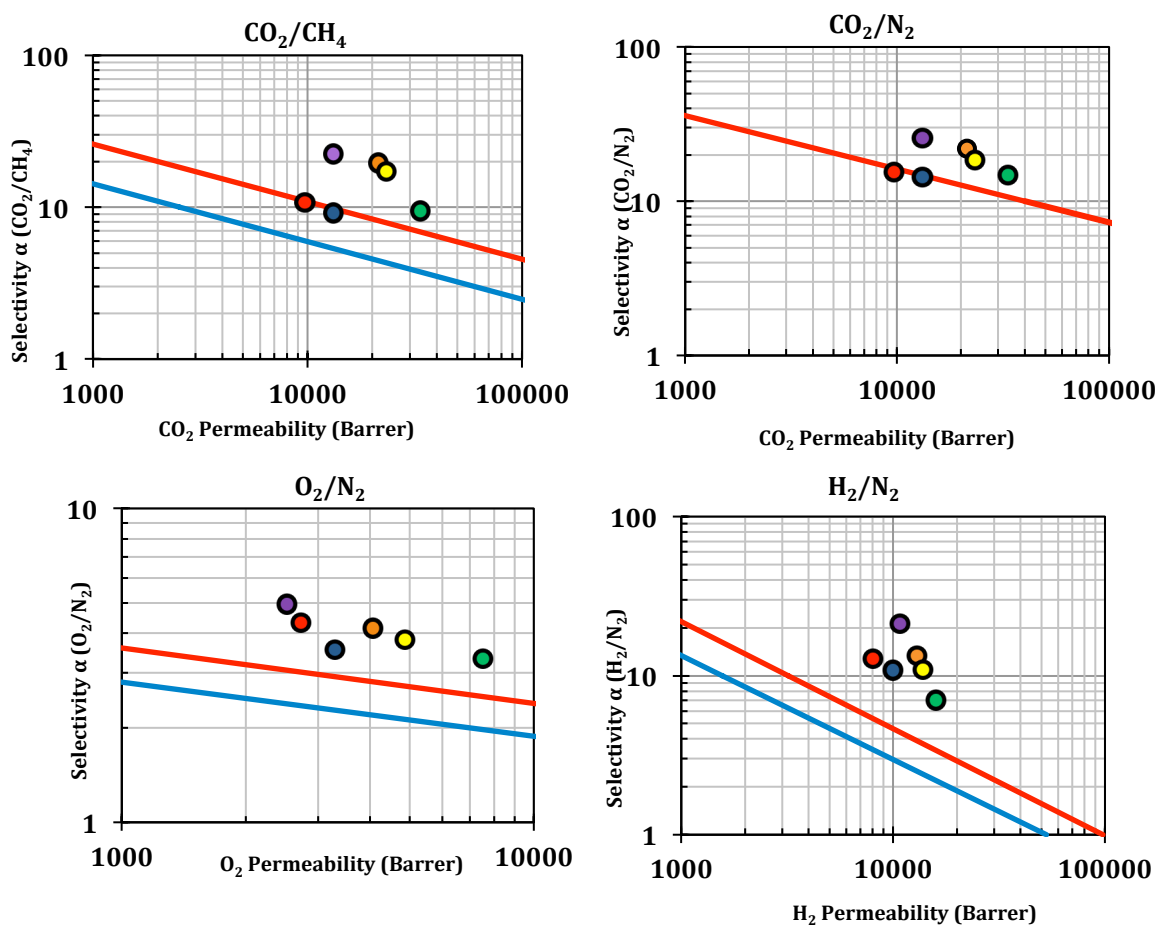 CO₂/CH₄
100
10
1
Selectivity α (CO₂/CH₄)
1000
10000
100000
CO₂ Permeability (Barrer)
CO₂/N₂
100
10
1
Selectivity α (CO₂/N₂)
1000
10000
100000
CO₂ Permeability (Barrer)
O₂/N₂
10
1
Selectivity α (O₂/N₂)
1000
10000
O₂ Permeability (Barrer)
H₂/N₂
100
10
1
Selectivity α (H₂/N₂)
1000
10000
100000
H₂ Permeability (Barrer)